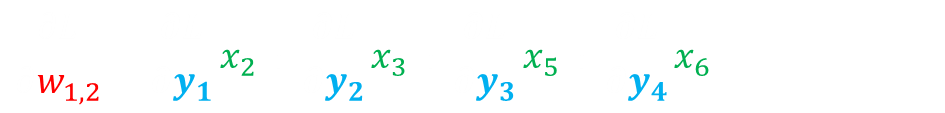 w₁,₂ y₁ x₂ y₂ x₃ y₃ x₅ y₄ x₆